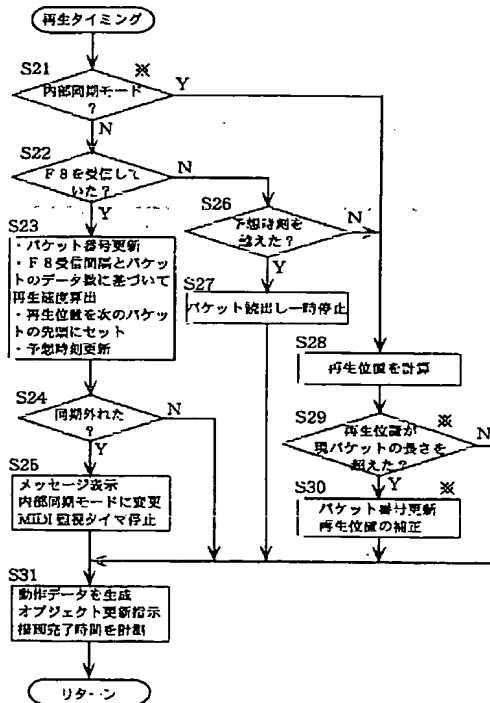 再生タイミング
S21
※
内部同期モード
?
Y
N
S22
F8を受信して
いた?
N
Y
S26
予想時刻を
越えた?
N
Y
S23
・パケット番号更新
・F8受信間隔とパケット
のデータ数に基づいて
再生速度算出
・再生位置を次のパケット
の先頭にセット
・予想時刻更新
S27
パケット読出し一時停止
S28
再生位置を計算
S24
同期外れた
?
N
Y
S29
※
再生位置が
現パケットの長さを
超えた?
N
Y
S25
メッセージ表示
内部同期モードに変更
MIDI監視タイマ停止
S30
※
パケット番号更新
再生位置の補正
S31
動作データを生成
オブジェクト更新指示
描画完了時間を計測
リターン